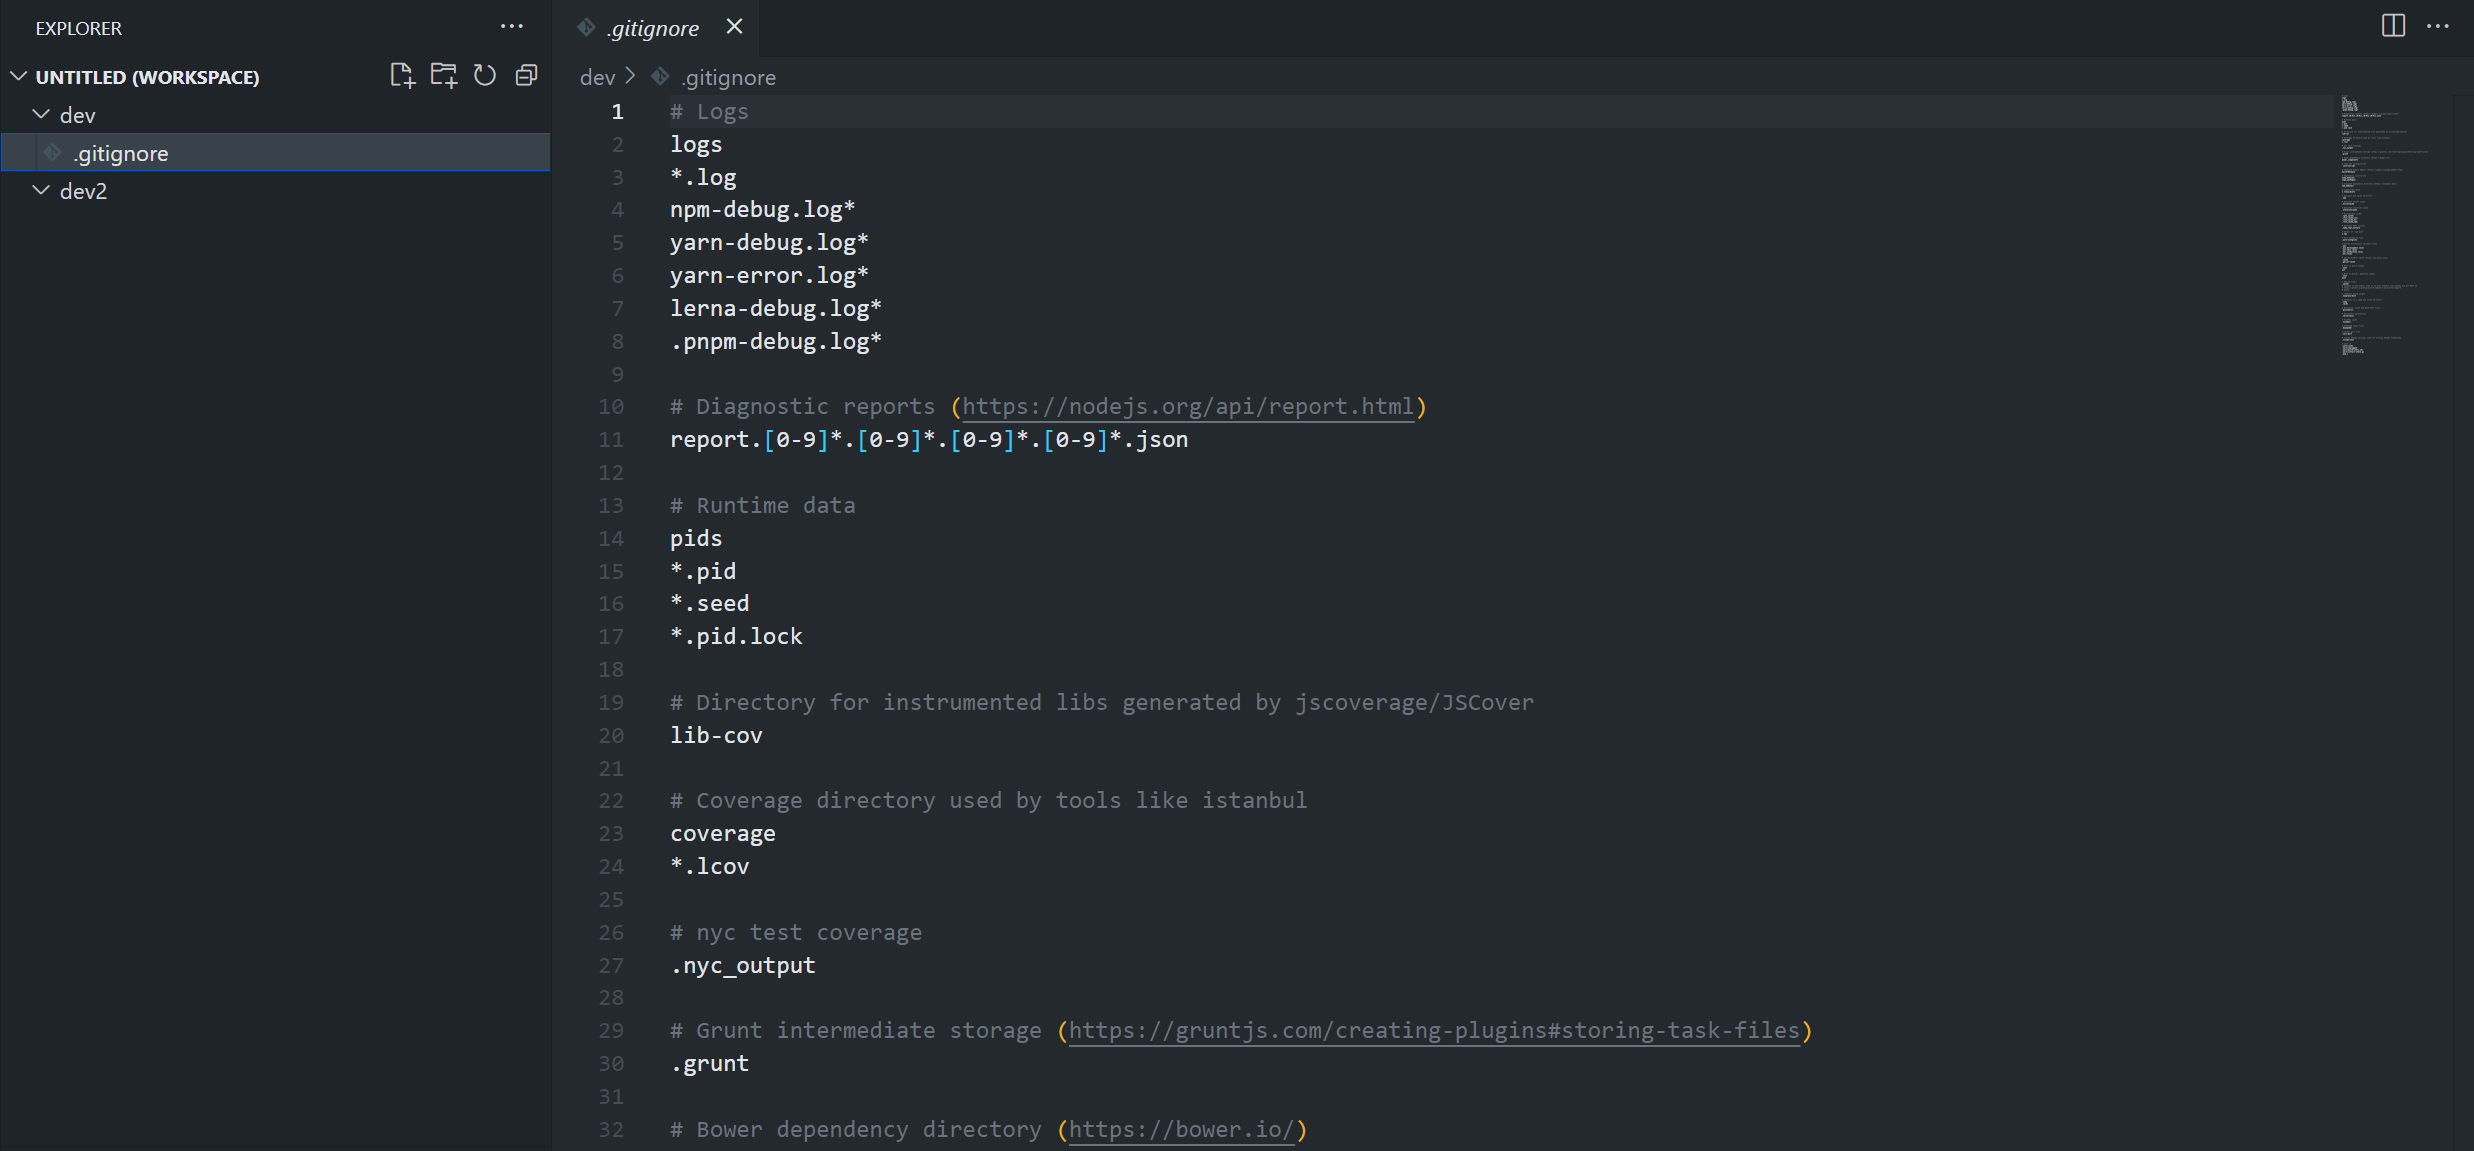 EXPLORER
UNTITLED (WORKSPACE)
dev
.gitignore
dev2
.gitignore
dev > .gitignore
1 # Logs
2 logs
3 *.log
4 npm-debug.log*
5 yarn-debug.log*
6 yarn-error.log*
7 lerna-debug.log*
8 .pnpm-debug.log*
9
10 # Diagnostic reports (https://nodejs.org/api/report.html)
11 report.[0-9]*.[0-9]*.[0-9]*.[0-9]*.json
12
13 # Runtime data
14 pids
15 *.pid
16 *.seed
17 *.pid.lock
18
19 # Directory for instrumented libs generated by jscoverage/JSCover
20 lib-cov
21
22 # Coverage directory used by tools like istanbul
23 coverage
24 *.lcov
25
26 # nyc test coverage
27 .nyc_output
28
29 # Grunt intermediate storage (https://gruntjs.com/creating-plugins#storing-task-files)
30 .grunt
31
32 # Bower dependency directory (https://bower.io/)